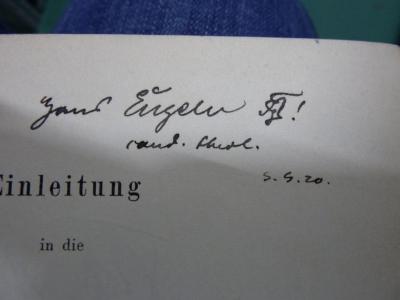 Hans Engeln
cand. theol.
S. S. 20.
Einleitung
in die